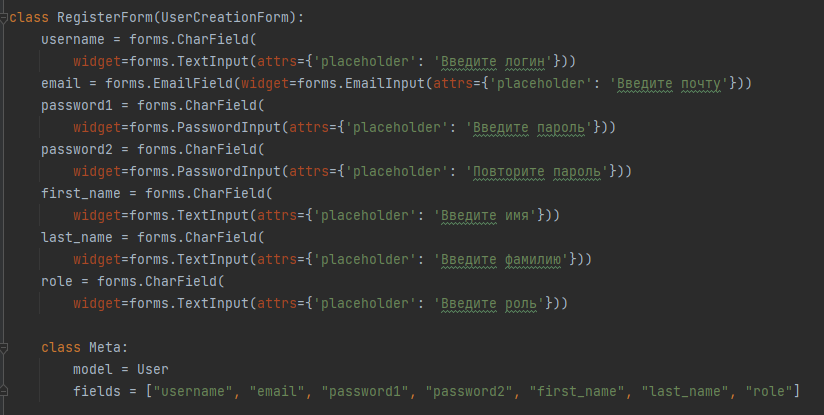 class RegisterForm(UserCreationForm):
    username = forms.CharField(
        widget=forms.TextInput(attrs={'placeholder': 'Введите логин'}))
    email = forms.EmailField(widget=forms.EmailInput(attrs={'placeholder': 'Введите почту'}))
    password1 = forms.CharField(
        widget=forms.PasswordInput(attrs={'placeholder': 'Введите пароль'}))
    password2 = forms.CharField(
        widget=forms.PasswordInput(attrs={'placeholder': 'Повторите пароль'}))
    first_name = forms.CharField(
        widget=forms.TextInput(attrs={'placeholder': 'Введите имя'}))
    last_name = forms.CharField(
        widget=forms.TextInput(attrs={'placeholder': 'Введите фамилию'}))
    role = forms.CharField(
        widget=forms.TextInput(attrs={'placeholder': 'Введите роль'}))
    class Meta:
        model = User
        fields = ["username", "email", "password1", "password2", "first_name", "last_name", "role"]